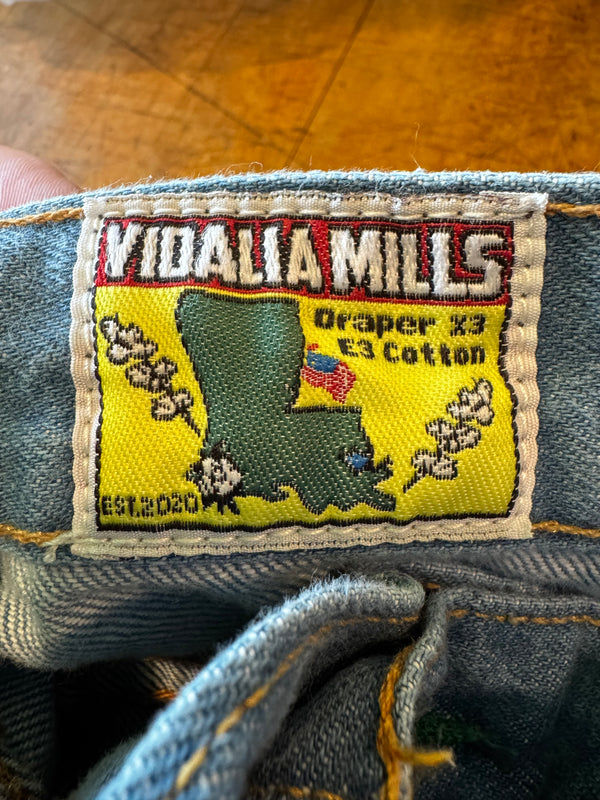 VIDALIA MILLS
Draper X3
E3 Cotton
EST.2020